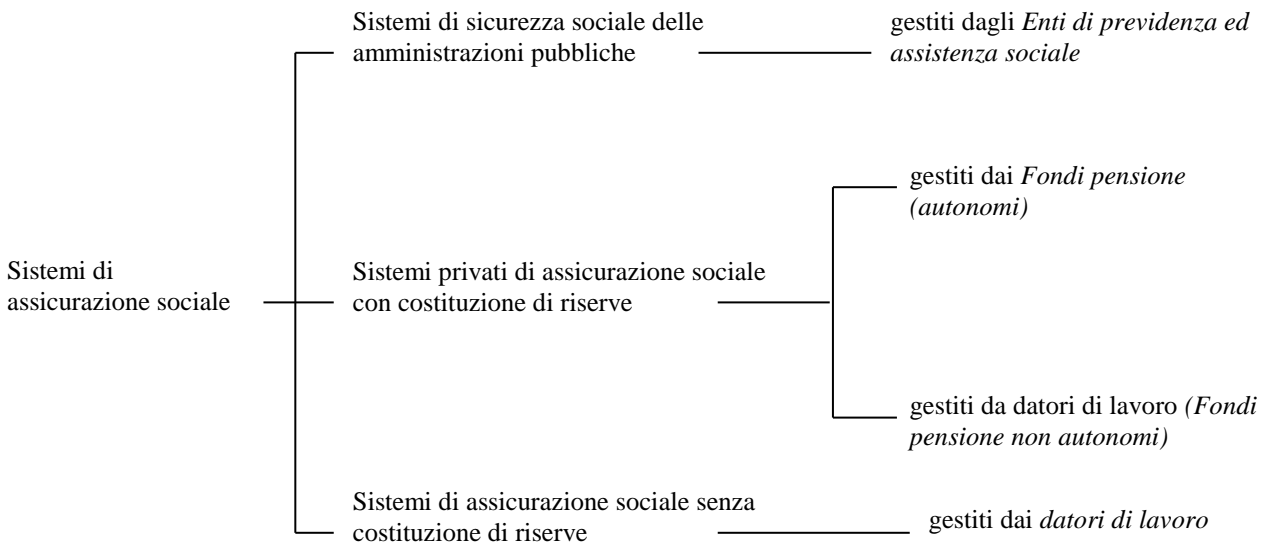 Sistemi di sicurezza sociale delle
amministrazioni pubbliche
gestiti dagli Enti di previdenza ed
assistenza sociale
gestiti dai Fondi pensione
(autonomi)
Sistemi di
assicurazione sociale
Sistemi privati di assicurazione sociale
con costituzione di riserve
gestiti da datori di lavoro (Fondi
pensione non autonomi)
Sistemi di assicurazione sociale senza
costituzione di riserve
gestiti dai datori di lavoro